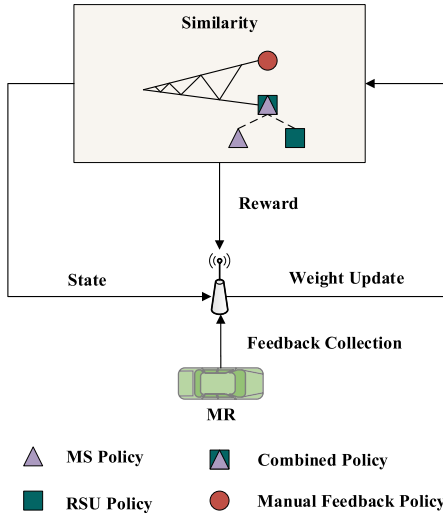 Similarity
Reward
State
Weight Update
Feedback Collection
MR
MS Policy
Combined Policy
RSU Policy
Manual Feedback Policy